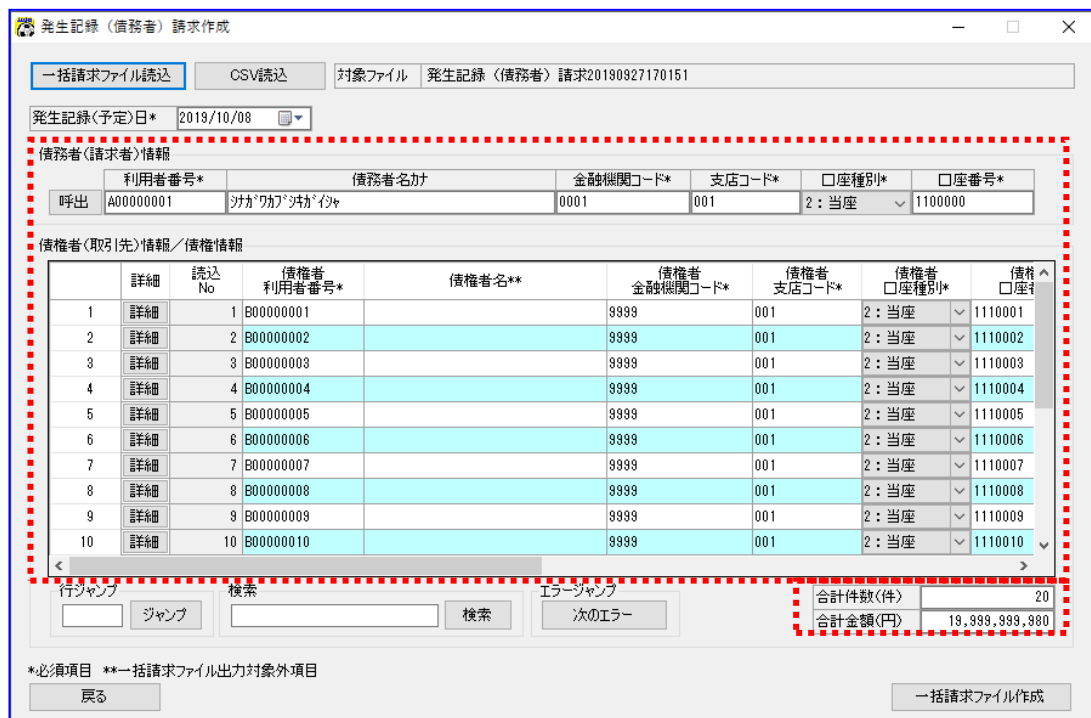 発生記録（債務者）請求作成
一括請求ファイル読込 CSV読込 対象ファイル 発生記録（債務者）請求20190927170151
発生記録(予定)日* 2019/10/08
債務者(請求者)情報
利用者番号* 債務者名カナ 金融機関コード* 支店コード* 口座種別* 口座番号*
呼出 A00000001 ｼﾅｶﾞﾜｶﾌﾞｼｷｶﾞｲｼｬ 0001 001 2：当座 1100000
債権者(取引先)情報／債権情報
詳細 読込No 債権者利用者番号* 債権者名** 債権者金融機関コード* 債権者支店コード* 債権者口座種別* 債権 口座
1 詳細 1 B00000001 9999 001 2：当座 1110001
2 詳細 2 B00000002 9999 001 2：当座 1110002
3 詳細 3 B00000003 9999 001 2：当座 1110003
4 詳細 4 B00000004 9999 001 2：当座 1110004
5 詳細 5 B00000005 9999 001 2：当座 1110005
6 詳細 6 B00000006 9999 001 2：当座 1110006
7 詳細 7 B00000007 9999 001 2：当座 1110007
8 詳細 8 B00000008 9999 001 2：当座 1110008
9 詳細 9 B00000009 9999 001 2：当座 1110009
10 詳細 10 B00000010 9999 001 2：当座 1110010
行ジャンプ 検索 エラージャンプ 合計件数(件) 20
ジャンプ 検索 次のエラー 合計金額(円) 19,999,999,980
*必須項目 **一括請求ファイル出力対象外項目
戻る 一括請求ファイル作成